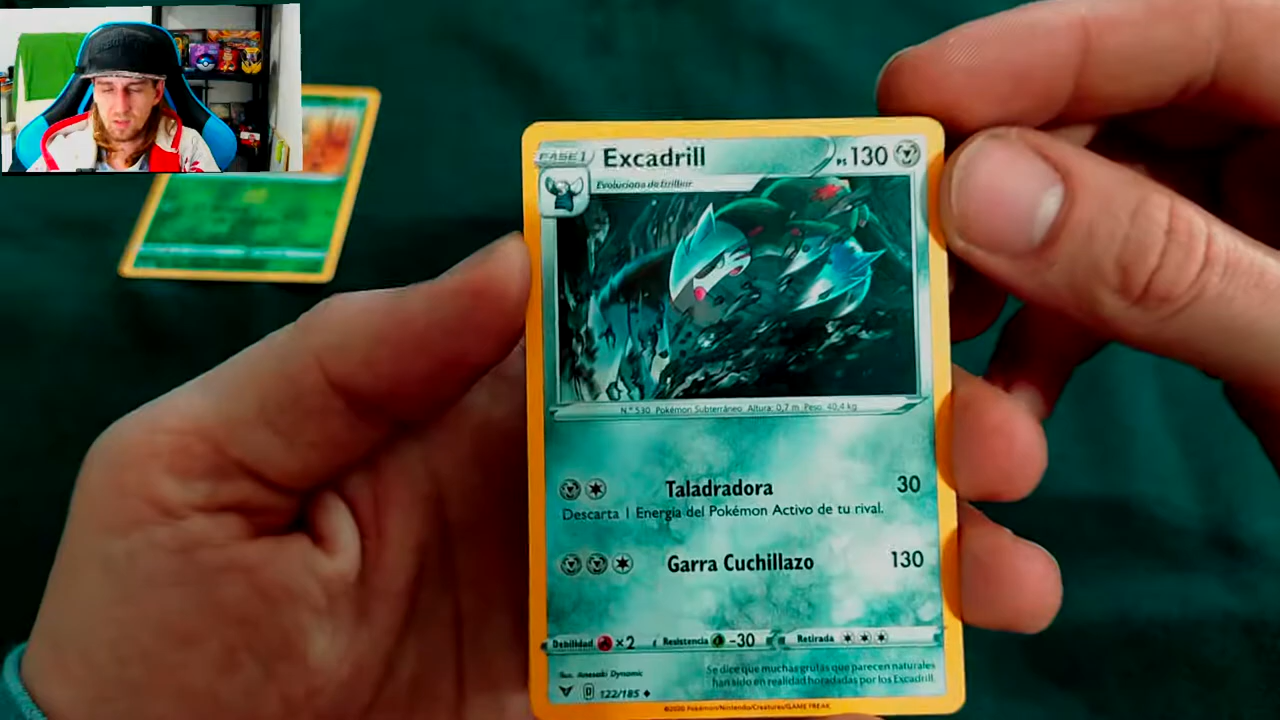 FASE 1 Excadrill PS 130
Evoluciona de Drilbur
N.º 530 Pokémon Subterráneo Altura: 0,7 m Peso: 40,4 kg
Taladradora 30
Descarta 1 Energía del Pokémon Activo de tu rival.
Garra Cuchillazo 130
Debilidad ×2 Resistencia -30 Retirada
Ilus. Anesaki Dynamic
Se dice que muchas grutas que parecen naturales
han sido en realidad horadadas por los Excadrill.
D 122/185
©2020 Pokémon/Nintendo/Creatures/GAME FREAK